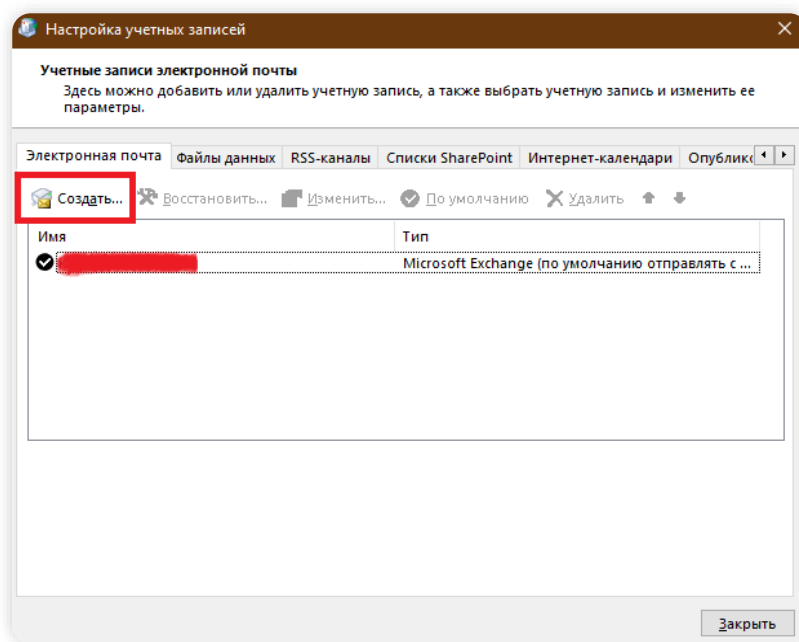 Настройка учетных записей
Учетные записи электронной почты
Здесь можно добавить или удалить учетную запись, а также выбрать учетную запись и изменить ее
параметры.
Электронная почта Файлы данных RSS-каналы Списки SharePoint Интернет-календари Опублик
Создать... Восстановить... Изменить... По умолчанию Удалить
Имя Тип
Microsoft Exchange (по умолчанию отправлять с ...
Закрыть